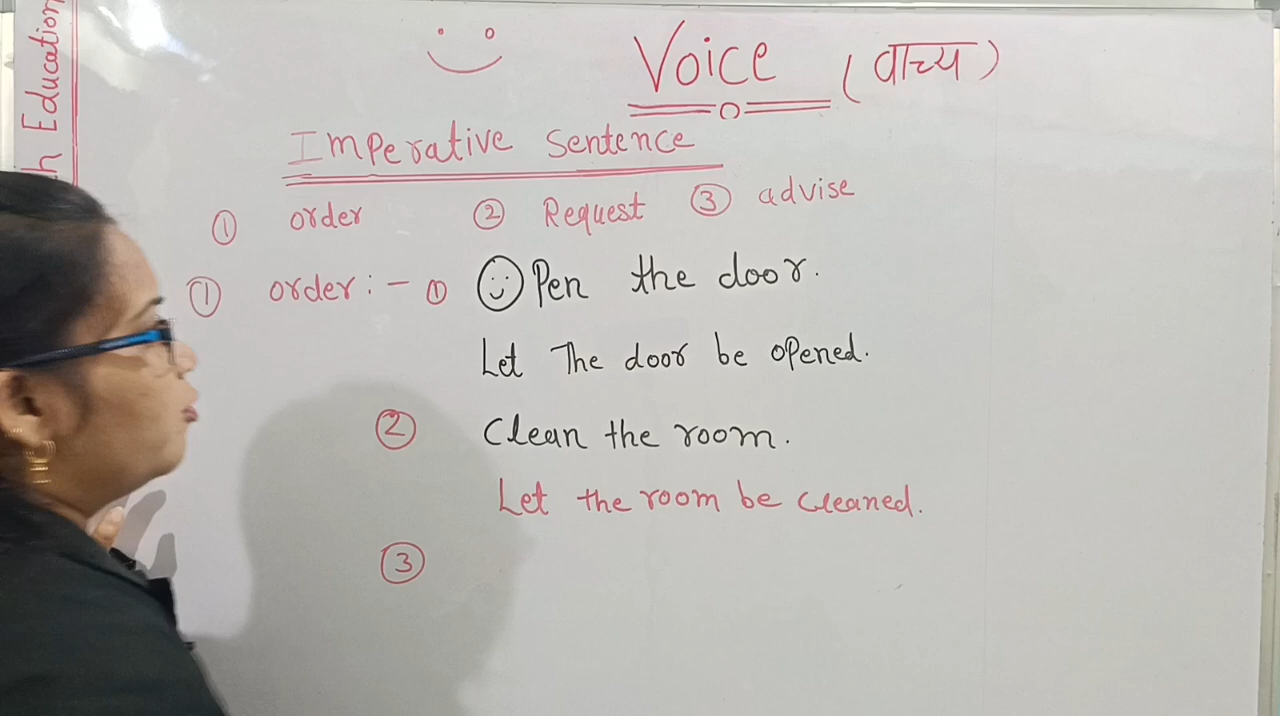 h Education
Voice (वाच्य)
Imperative Sentence
① order ② Request ③ advise
① order :- ① Open the door.
Let The door be opened.
② Clean the room.
Let the room be cleaned.
③